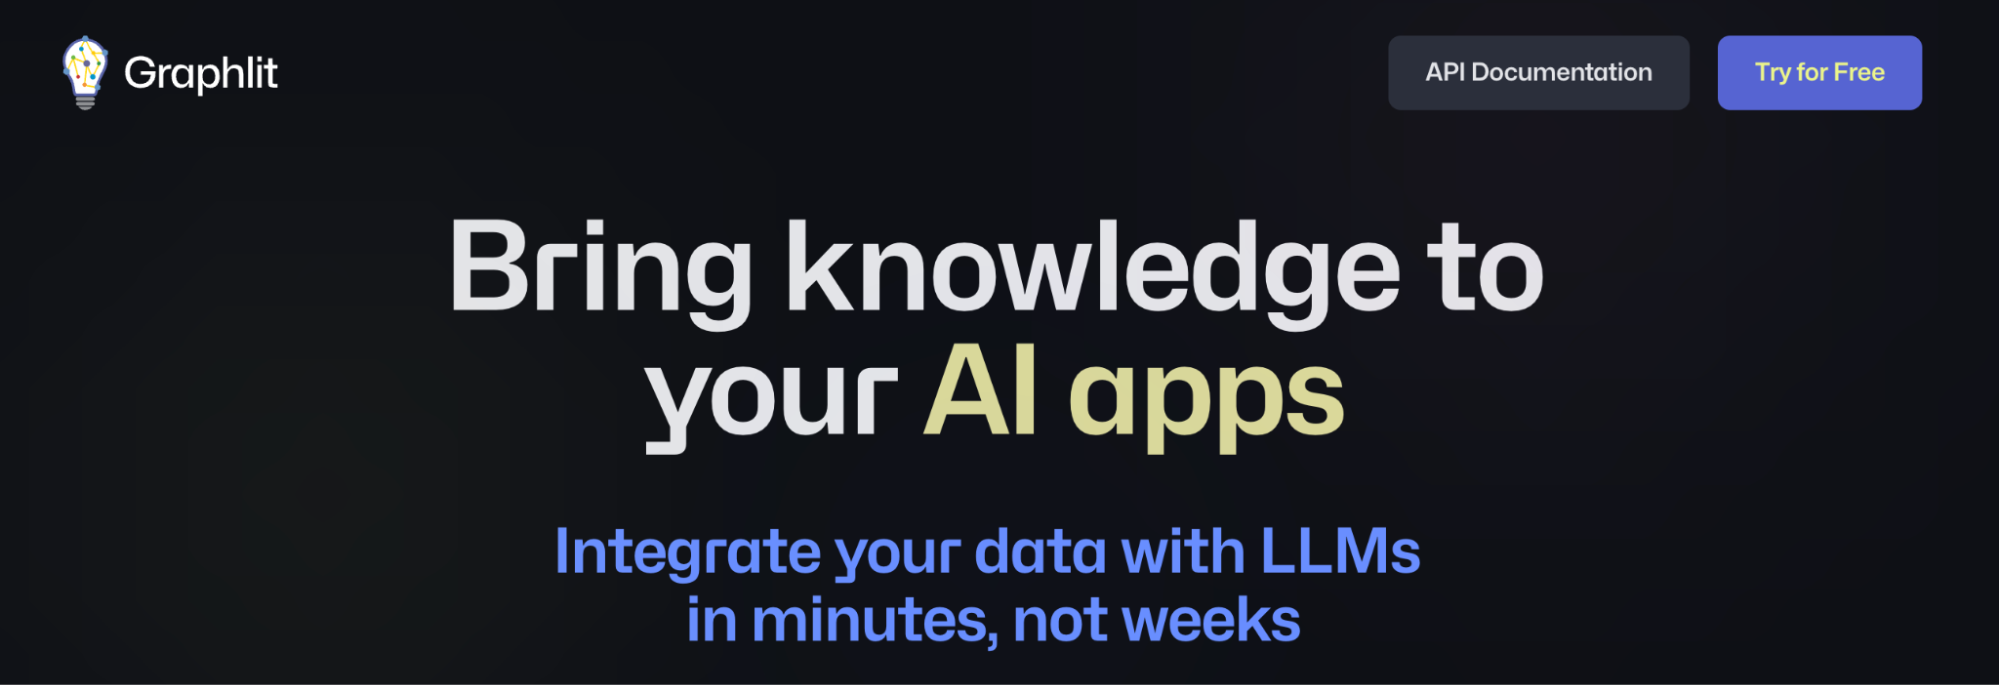 Graphlit
API Documentation
Try for Free
Bring knowledge to
your AI apps
Integrate your data with LLMs
in minutes, not weeks